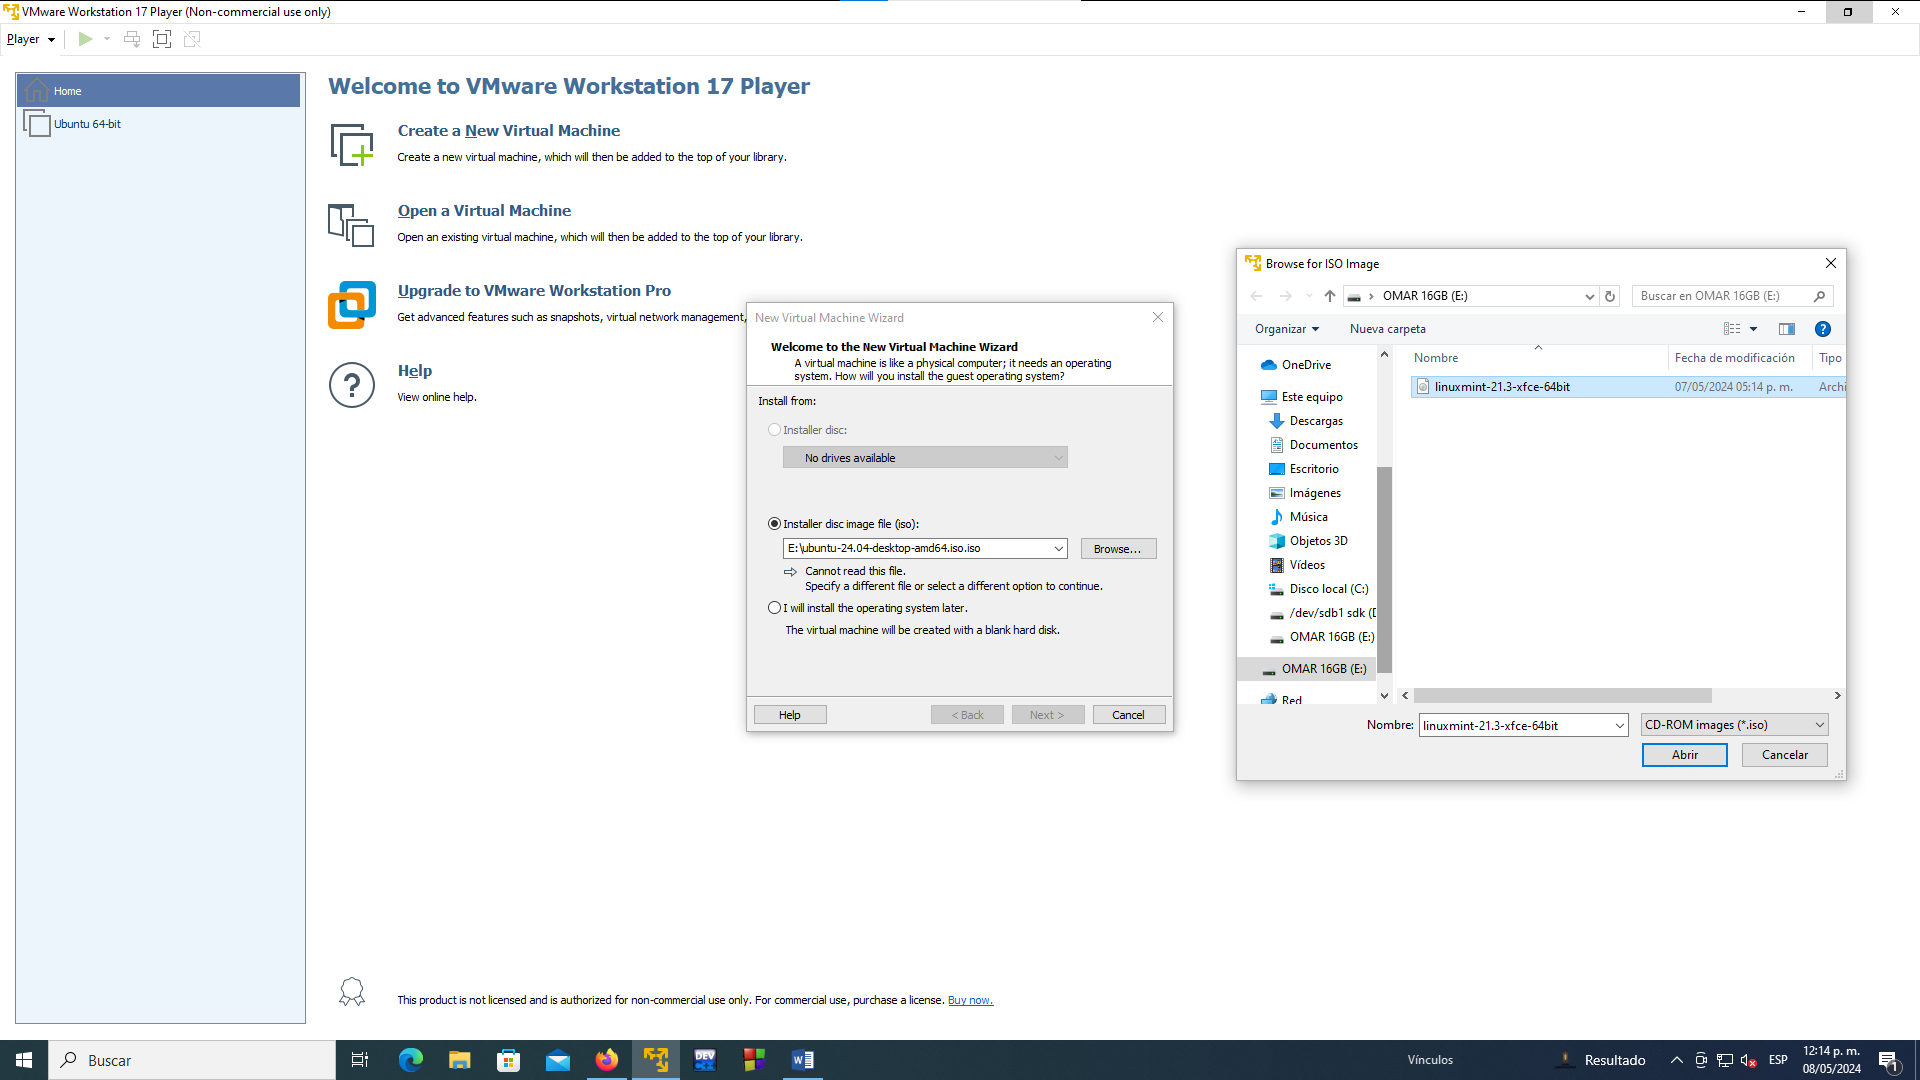 VMware Workstation 17 Player (Non-commercial use only)
Player
Home
Ubuntu 64-bit
Welcome to VMware Workstation 17 Player
Create a New Virtual Machine
Create a new virtual machine, which will then be added to the top of your library.
Open a Virtual Machine
Open an existing virtual machine, which will then be added to the top of your library.
Upgrade to VMware Workstation Pro
Get advanced features such as snapshots, virtual network management,
Help
View online help.
This product is not licensed and is authorized for non-commercial use only. For commercial use, purchase a license. Buy now.
New Virtual Machine Wizard
Welcome to the New Virtual Machine Wizard
A virtual machine is like a physical computer; it needs an operating
system. How will you install the guest operating system?
Install from:
Installer disc:
No drives available
Installer disc image file (iso):
E:\ubuntu-24.04-desktop-amd64.iso.iso
Browse...
Cannot read this file.
Specify a different file or select a different option to continue.
I will install the operating system later.
The virtual machine will be created with a blank hard disk.
Help
< Back
Next >
Cancel
Browse for ISO Image
OMAR 16GB (E:)
Buscar en OMAR 16GB (E:)
Organizar
Nueva carpeta
Nombre
Fecha de modificación
Tipo
linuxmint-21.3-xfce-64bit
07/05/2024 05:14 p. m.
Archi
OneDrive
Este equipo
Descargas
Documentos
Escritorio
Imágenes
Música
Objetos 3D
Vídeos
Disco local (C:)
/dev/sdb1 sdk (D
OMAR 16GB (E:)
OMAR 16GB (E:)
Red
Nombre:
linuxmint-21.3-xfce-64bit
CD-ROM images (*.iso)
Abrir
Cancelar
Buscar
DEV
Vínculos
Resultado
ESP
12:14 p. m.
08/05/2024
1